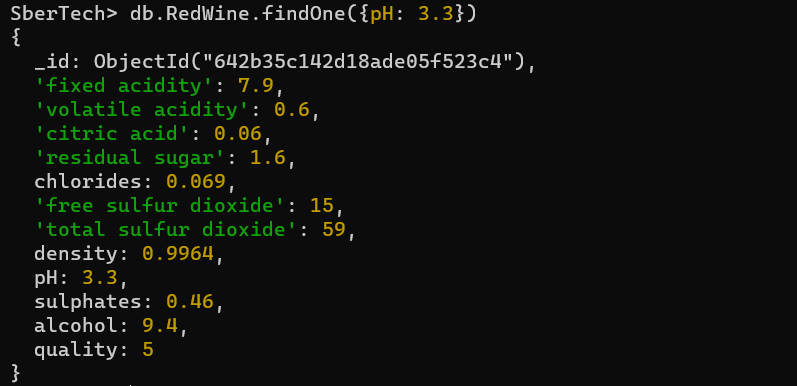 SberTech> db.RedWine.findOne({pH: 3.3})
{
  _id: ObjectId("642b35c142d18ade05f523c4"),
  'fixed acidity': 7.9,
  'volatile acidity': 0.6,
  'citric acid': 0.06,
  'residual sugar': 1.6,
  chlorides: 0.069,
  'free sulfur dioxide': 15,
  'total sulfur dioxide': 59,
  density: 0.9964,
  pH: 3.3,
  sulphates: 0.46,
  alcohol: 9.4,
  quality: 5
}